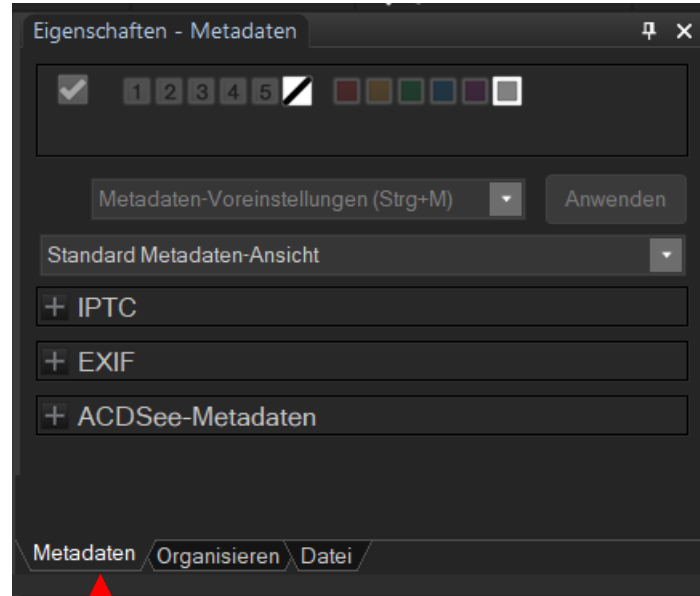 Eigenschaften - Metadaten
1 2 3 4 5
Metadaten-Voreinstellungen (Strg+M) Anwenden
Standard Metadaten-Ansicht
IPTC
EXIF
ACDSee-Metadaten
Metadaten Organisieren Datei